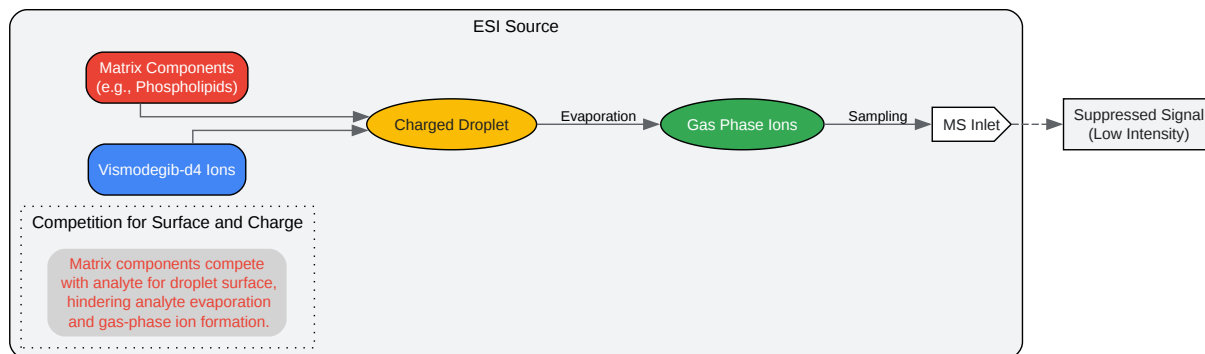 ESI Source
Matrix Components
(e.g., Phospholipids)
Vismodegib-d4 Ions
Charged Droplet
Evaporation
Gas Phase Ions
Sampling
MS Inlet
Suppressed Signal
(Low Intensity)
Competition for Surface and Charge
Matrix components compete
with analyte for droplet surface,
hindering analyte evaporation
and gas-phase ion formation.